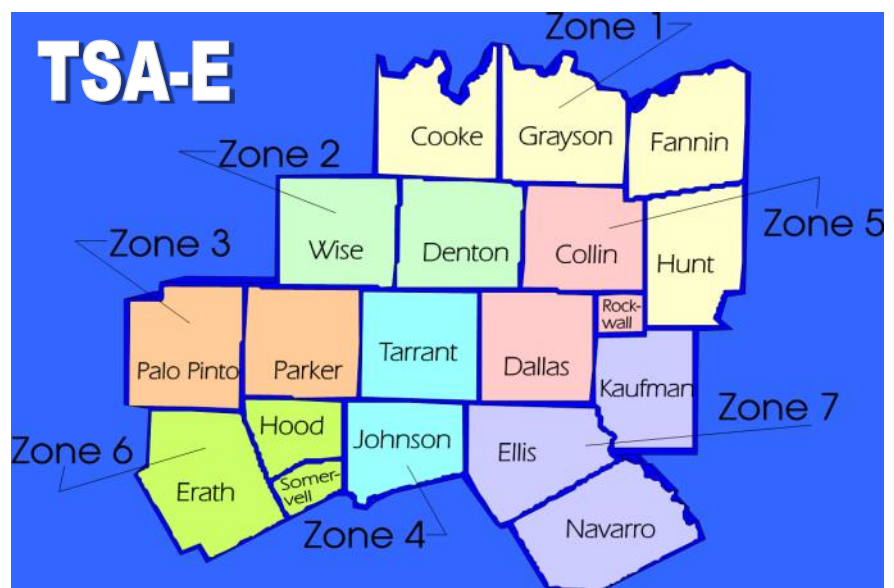 TSA-E
Zone 1
Cooke
Grayson
Fannin
Zone 2
Zone 3
Zone 5
Wise
Denton
Collin
Hunt
Rock-
wall
Palo Pinto
Parker
Tarrant
Dallas
Kaufman
Zone 7
Zone 6
Hood
Johnson
Ellis
Erath
Somer-
vell
Zone 4
Navarro